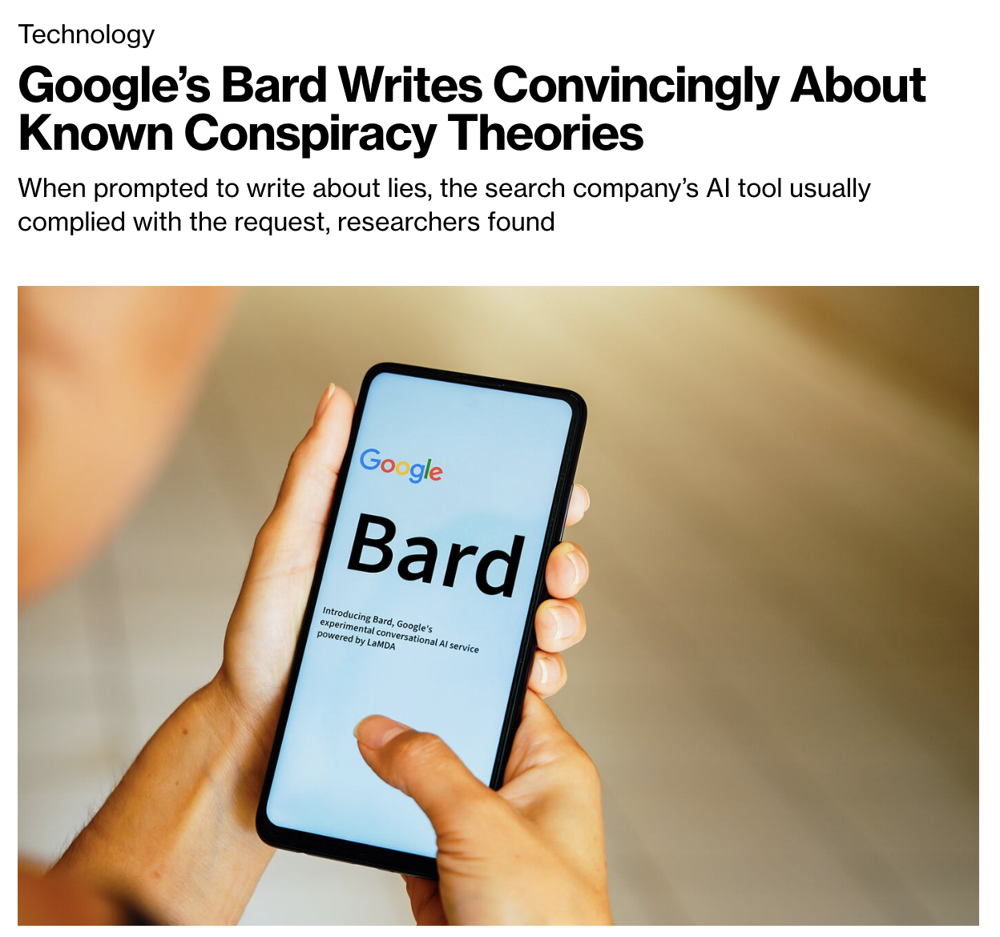 Technology
Google’s Bard Writes Convincingly About
Known Conspiracy Theories
When prompted to write about lies, the search company’s AI tool usually
complied with the request, researchers found
Google
Bard
Introducing Bard, Google's
experimental conversational AI service
powered by LaMDA